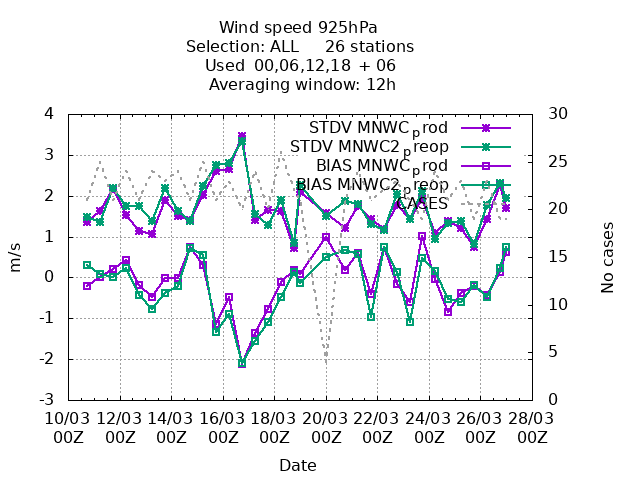 Wind speed 925hPa
Selection: ALL 26 stations
Used 00,06,12,18 + 06
Averaging window: 12h
4
3
2
1
0
-1
-2
-3
m/s
30
25
20
15
10
5
0
No cases
STDV MNWC_prod
STDV MNWC2_preop
BIAS MNWC_prod
BIAS MNWC2_preop
CASES
10/03 12/03 14/03 16/03 18/03 20/03 22/03 24/03 26/03 28/03
00Z 00Z 00Z 00Z 00Z 00Z 00Z 00Z 00Z 00Z
Date